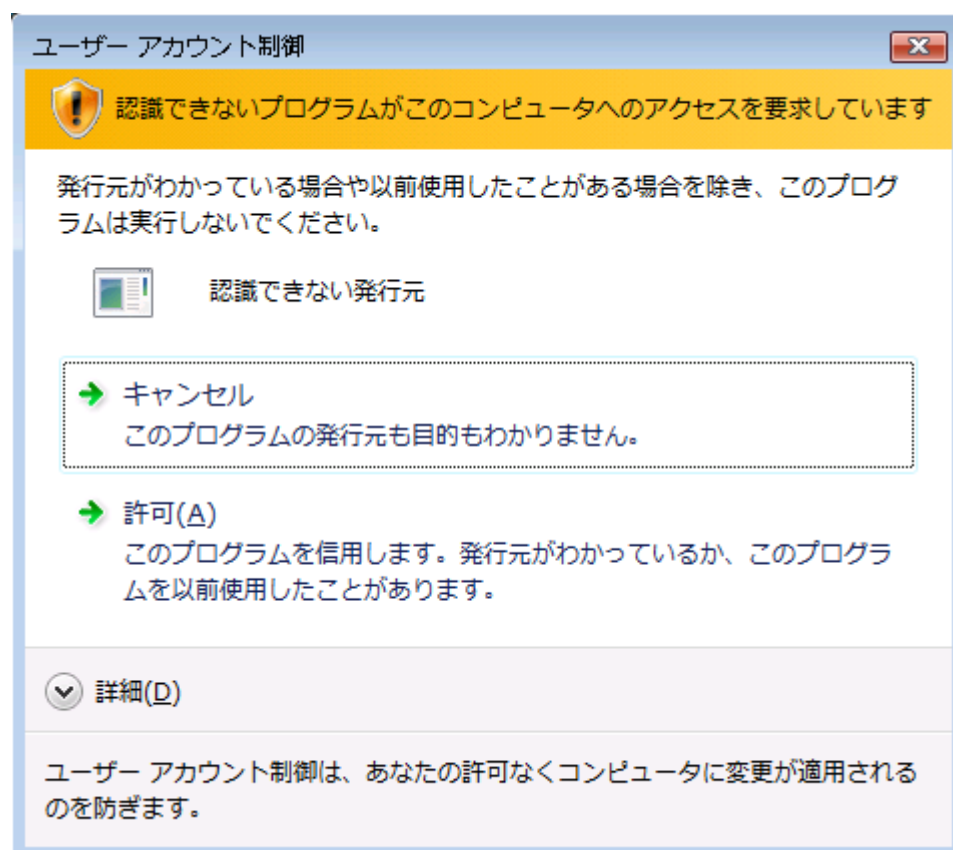 ユーザー アカウント制御
認識できないプログラムがこのコンピュータへのアクセスを要求しています
発行元がわかっている場合や以前使用したことがある場合を除き、このプログ
ラムは実行しないでください。
認識できない発行元
キャンセル
このプログラムの発行元も目的もわかりません。
許可(A)
このプログラムを信用します。発行元がわかっているか、このプログラ
ムを以前使用したことがあります。
詳細(D)
ユーザー アカウント制御は、あなたの許可なくコンピュータに変更が適用される
のを防ぎます。